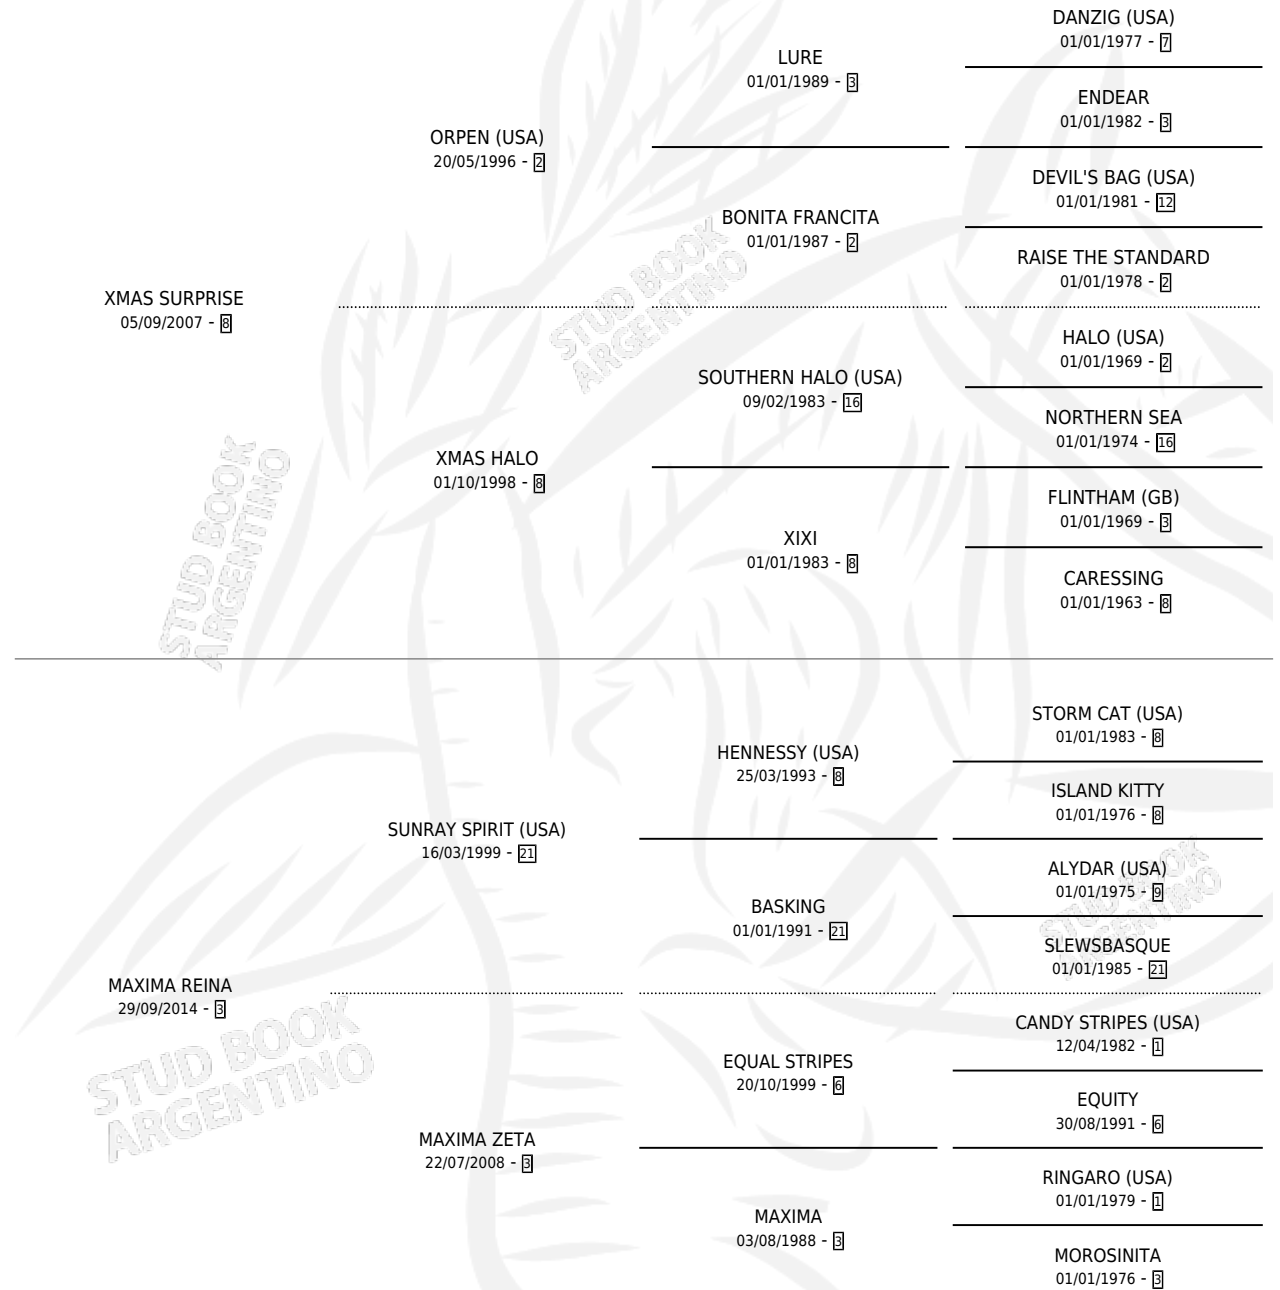 DANZIG (USA)
01/01/1977 - 7
LURE
01/01/1989 - 3
ENDEAR
01/01/1982 - 3
ORPEN (USA)
20/05/1996 - 2
DEVIL'S BAG (USA)
01/01/1981 - 12
BONITA FRANCITA
01/01/1987 - 2
RAISE THE STANDARD
01/01/1978 - 2
XMAS SURPRISE
05/09/2007 - 8
HALO (USA)
01/01/1969 - 2
SOUTHERN HALO (USA)
09/02/1983 - 16
NORTHERN SEA
01/01/1974 - 16
XMAS HALO
01/10/1998 - 8
FLINTHAM (GB)
01/01/1969 - 3
XIXI
01/01/1983 - 8
CARESSING
01/01/1963 - 8
STORM CAT (USA)
01/01/1983 - 8
HENNESSY (USA)
25/03/1993 - 8
ISLAND KITTY
01/01/1976 - 8
SUNRAY SPIRIT (USA)
16/03/1999 - 21
ALYDAR (USA)
01/01/1975 - 9
BASKING
01/01/1991 - 21
SLEWSBASQUE
01/01/1985 - 21
MAXIMA REINA
29/09/2014 - 3
CANDY STRIPES (USA)
12/04/1982 - 1
EQUAL STRIPES
20/10/1999 - 6
EQUITY
30/08/1991 - 6
MAXIMA ZETA
22/07/2008 - 3
RINGARO (USA)
01/01/1979 - 1
MAXIMA
03/08/1988 - 3
MOROSINITA
01/01/1976 - 3
STUD BOOK
ARGENTINO
STUD BOOK
ARGENTINO
STUD BOOK
ARGENTINO
STUD BOOK
ARGENTINO